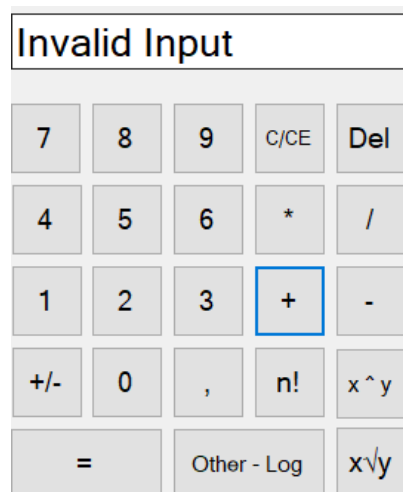 Invalid Input
7 8 9 C/CE Del
4 5 6 * /
1 2 3 + -
+/- 0 , n! x ^ y
= Other - Log x√y